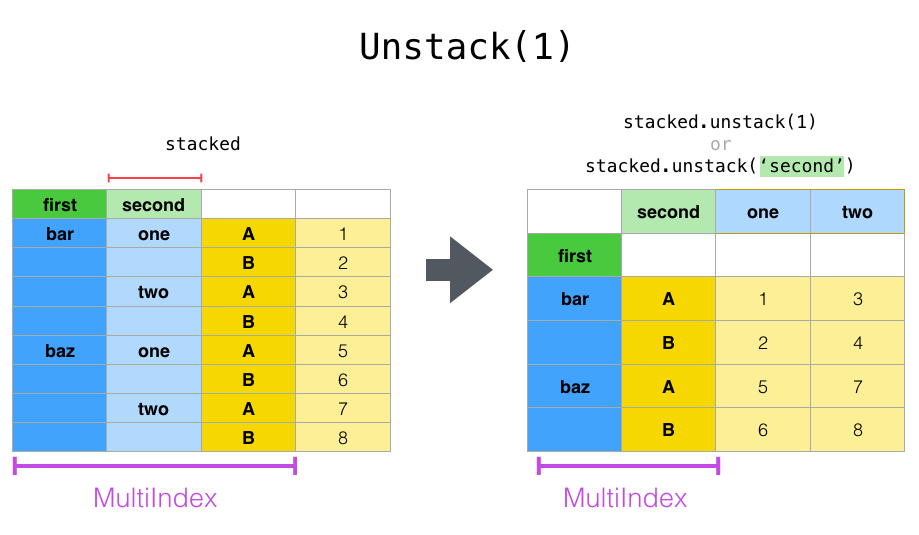 Unstack(1)
stacked
first second
bar one A 1
B 2
two A 3
B 4
baz one A 5
B 6
two A 7
B 8
MultiIndex
stacked.unstack(1)
or
stacked.unstack(‘second’)
second one two
first
bar A 1 3
B 2 4
baz A 5 7
B 6 8
MultiIndex